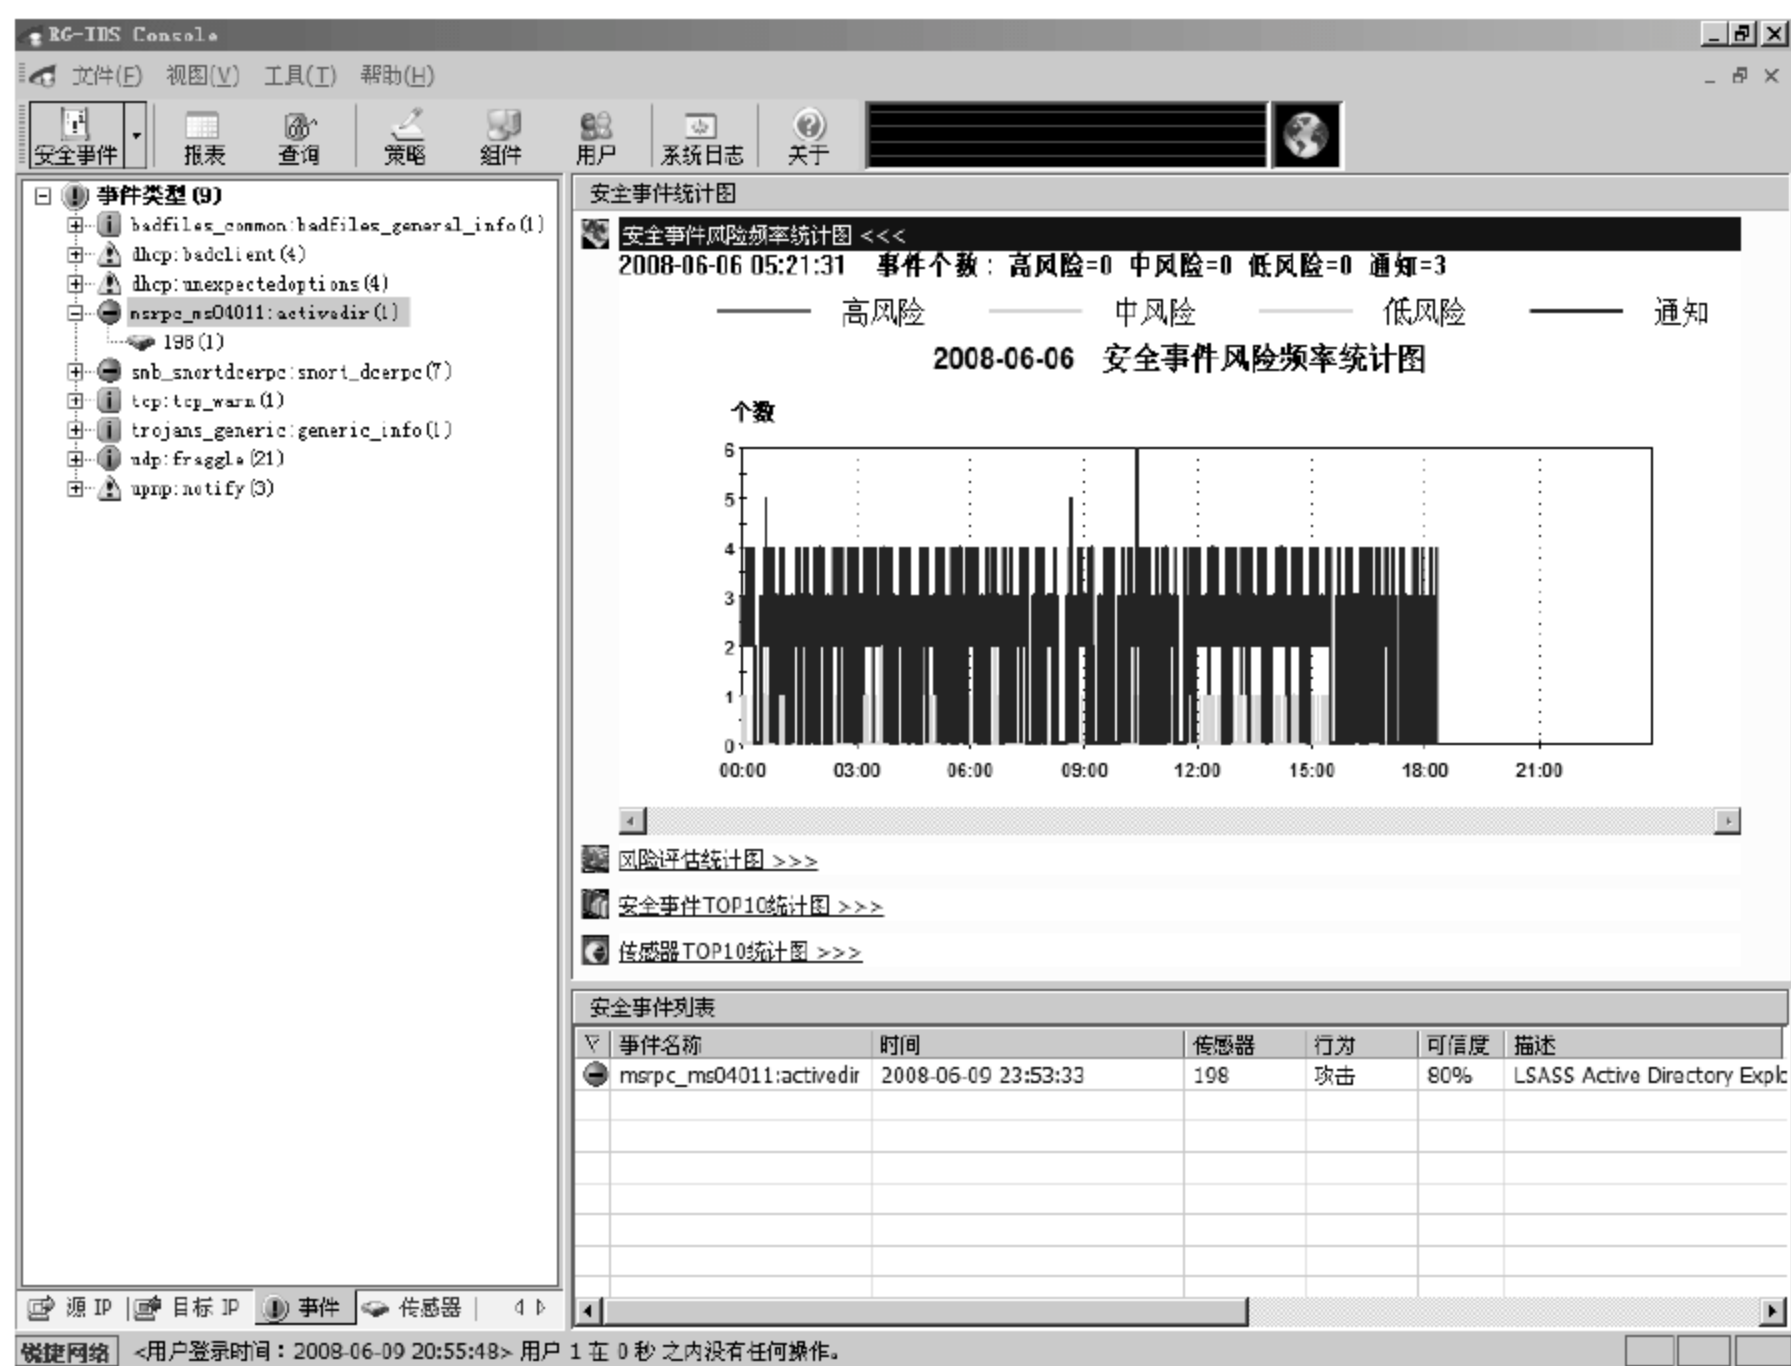 RG-IDS Console
文件(F) 视图(V) 工具(T) 帮助(H)
安全事件 报表 查询 策略 组件 用户 系统日志 关于
事件类型 (9)
badfiles_common:badfiles_general_info(1)
dhcp:badclient(4)
dhcp:unexpectedoptions(4)
msrpc_ms04011:activedir(1)
198(1)
smb_snortdcerpc:snort_dcerpc(7)
tcp:tcp_warn(1)
trojans_generic:generic_info(1)
udp:fraggle(21)
upnp:notify(3)
源 IP 目标 IP 事件 传感器
安全事件统计图
安全事件风险频率统计图 <<<
2008-06-06 05:21:31 事件个数：高风险=0 中风险=0 低风险=0 通知=3
高风险 中风险 低风险 通知
2008-06-06 安全事件风险频率统计图
个数
6
5
4
3
2
1
0
00:00 03:00 06:00 09:00 12:00 15:00 18:00 21:00
风险评估统计图 >>>
安全事件TOP10统计图 >>>
传感器TOP10统计图 >>>
安全事件列表
事件名称 时间 传感器 行为 可信度 描述
msrpc_ms04011:activedir 2008-06-09 23:53:33 198 攻击 80% LSASS Active Directory Explo
锐捷网络 <用户登录时间：2008-06-09 20:55:48> 用户 1 在 0 秒 之内没有任何操作。